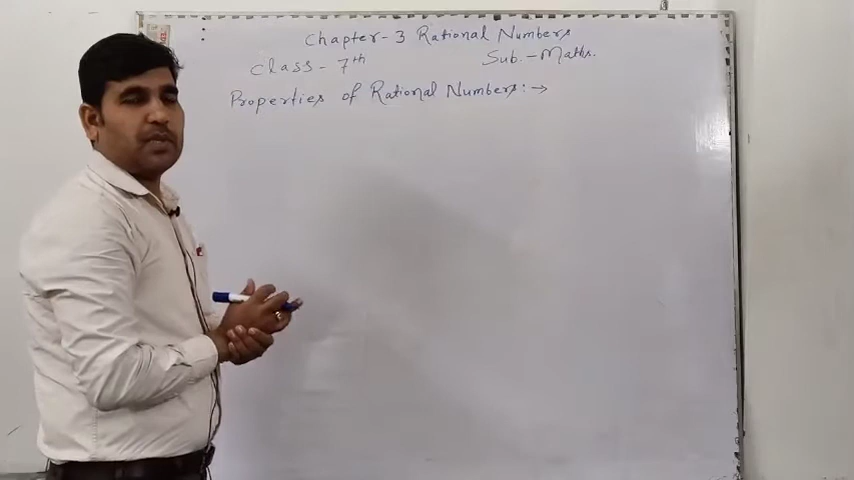 Chapter-3 Rational Numbers
Class - 7th Sub. - Maths.
Properties of Rational Numbers :- →